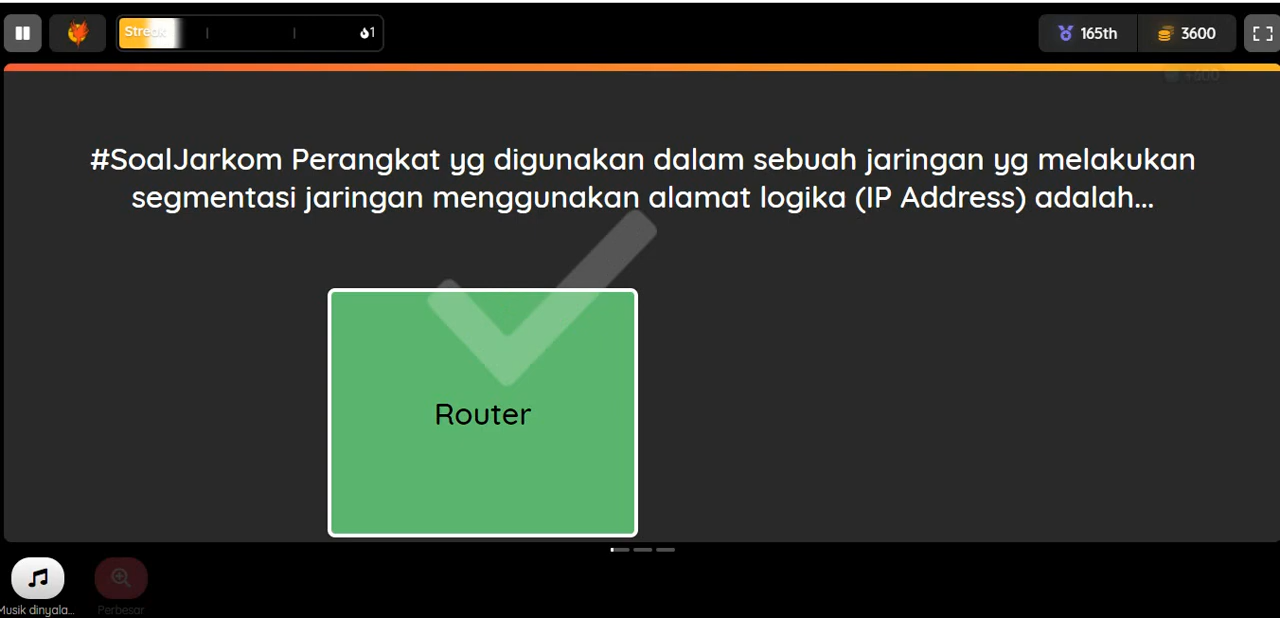 Streak
1
165th
3600
+600
#SoalJarkom Perangkat yg digunakan dalam sebuah jaringan yg melakukan
segmentasi jaringan menggunakan alamat logika (IP Address) adalah...
Router
Musik dinyala...
Perbesar